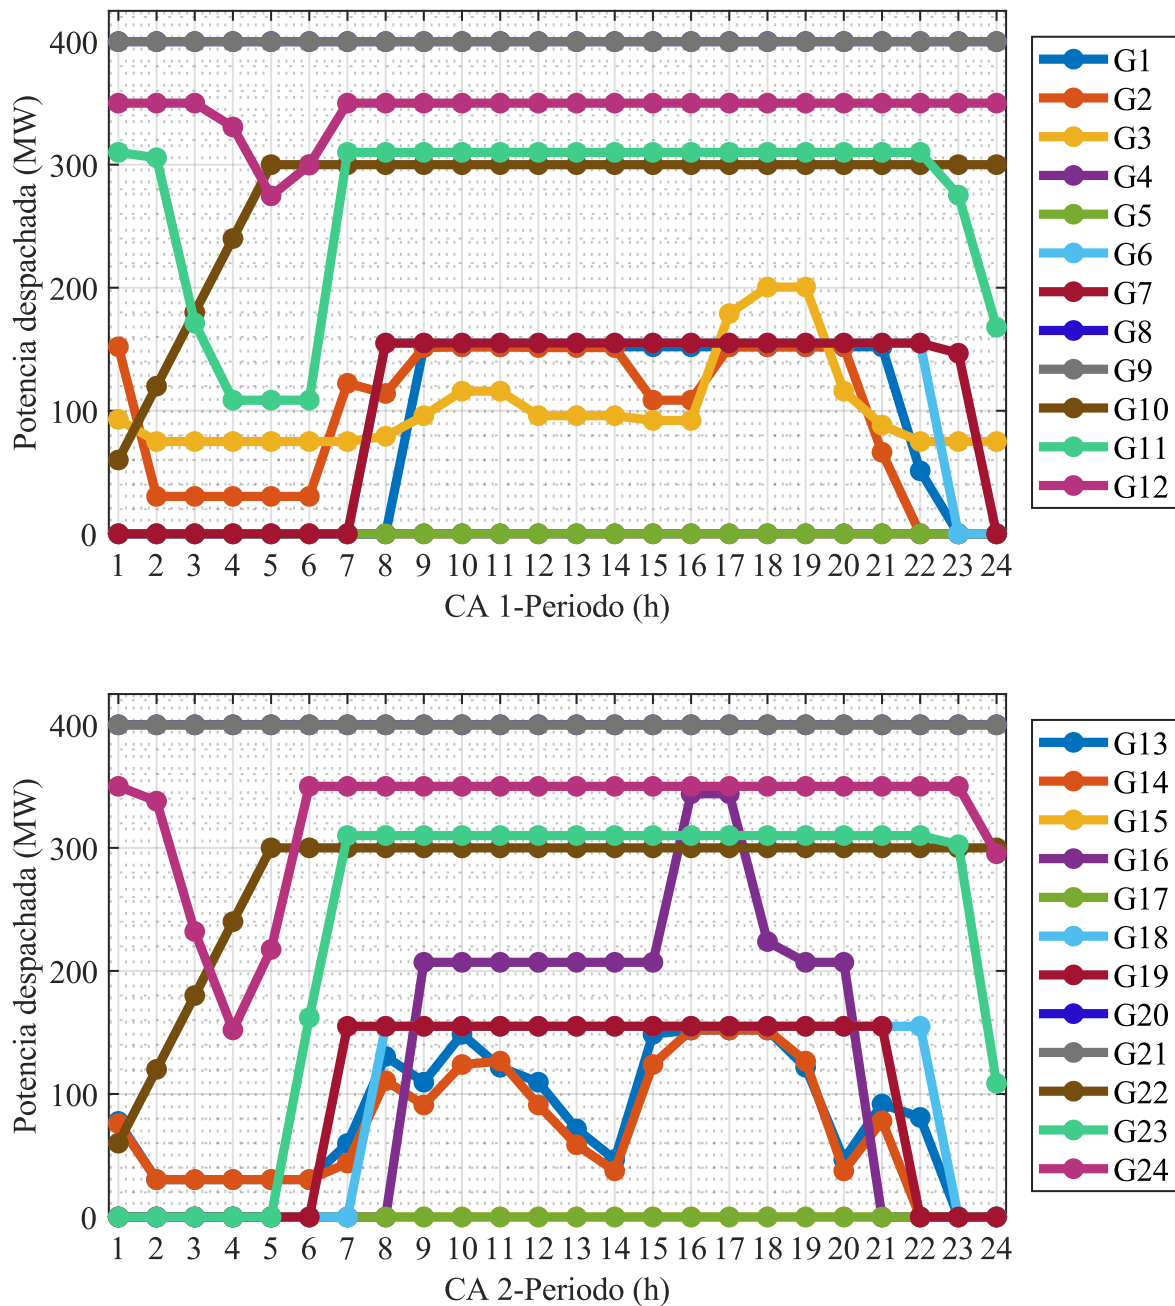 400
300
200
100
0
Potencia despachada (MW)
1 2 3 4 5 6 7 8 9 10 11 12 13 14 15 16 17 18 19 20 21 22 23 24
CA 1-Periodo (h)
G1
G2
G3
G4
G5
G6
G7
G8
G9
G10
G11
G12
400
300
200
100
0
Potencia despachada (MW)
1 2 3 4 5 6 7 8 9 10 11 12 13 14 15 16 17 18 19 20 21 22 23 24
CA 2-Periodo (h)
G13
G14
G15
G16
G17
G18
G19
G20
G21
G22
G23
G24